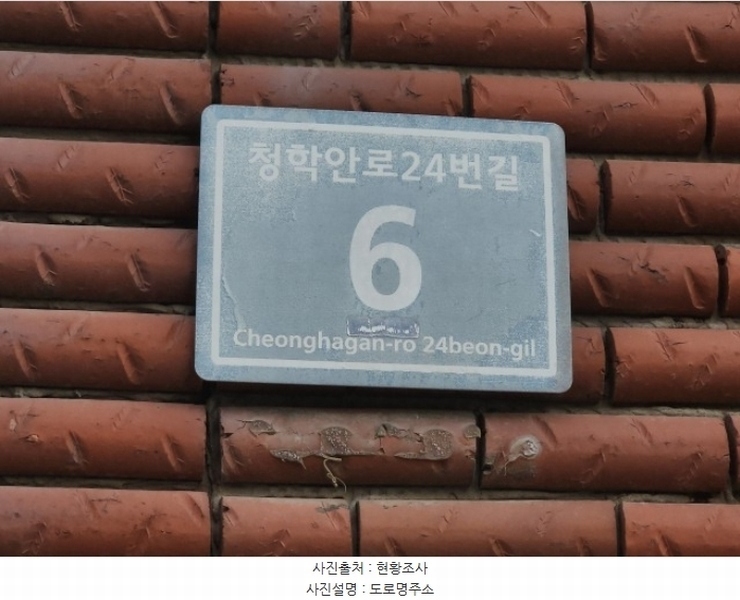 청학안로24번길
6
Cheonghagan-ro 24beon-gil
사진출처 : 현황조사
사진설명 : 도로명주소